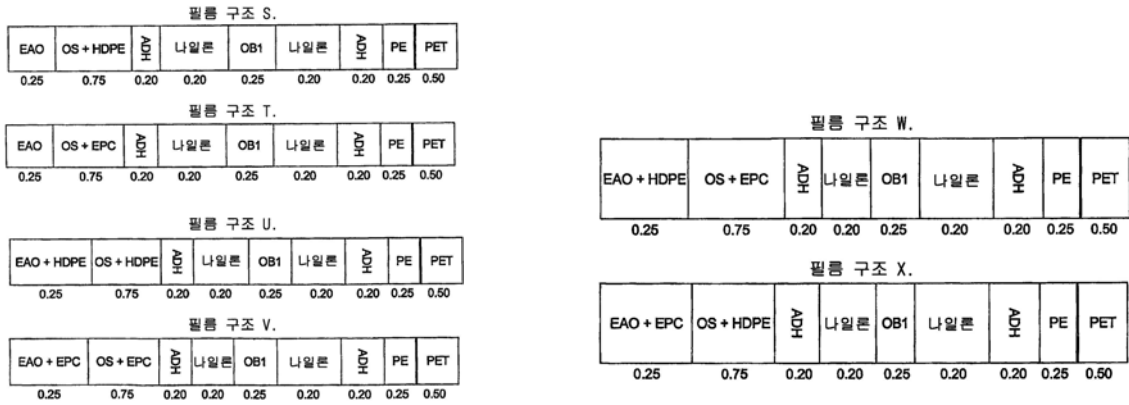 필름 구조 S.
EAO OS + HDPE ADH 나일론 OB1 나일론 ADH PE PET
0.25 0.75 0.20 0.20 0.25 0.20 0.20 0.25 0.50
필름 구조 T.
EAO OS + EPC ADH 나일론 OB1 나일론 ADH PE PET
0.25 0.75 0.20 0.20 0.25 0.20 0.20 0.25 0.50
필름 구조 U.
EAO + HDPE OS + HDPE ADH 나일론 OB1 나일론 ADH PE PET
0.25 0.75 0.20 0.20 0.25 0.20 0.20 0.25 0.50
필름 구조 V.
EAO + EPC OS + EPC ADH 나일론 OB1 나일론 ADH PE PET
0.25 0.75 0.20 0.20 0.25 0.20 0.20 0.25 0.50
필름 구조 W.
EAO + HDPE OS + EPC ADH 나일론 OB1 나일론 ADH PE PET
0.25 0.75 0.20 0.20 0.25 0.20 0.20 0.25 0.50
필름 구조 X.
EAO + EPC OS + HDPE ADH 나일론 OB1 나일론 ADH PE PET
0.25 0.75 0.20 0.20 0.25 0.20 0.20 0.25 0.50